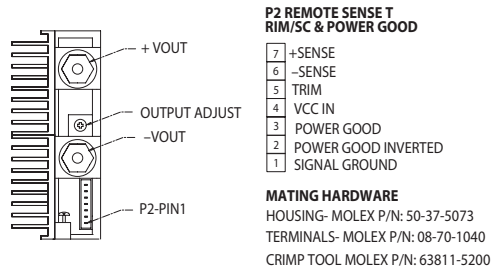 + VOUT
OUTPUT ADJUST
–VOUT
P2-PIN1
P2 REMOTE SENSE T
RIM/SC & POWER GOOD
7 +SENSE
6 –SENSE
5 TRIM
4 VCC IN
3 POWER GOOD
2 POWER GOOD INVERTED
1 SIGNAL GROUND
MATING HARDWARE
HOUSING- MOLEX P/N: 50-37-5073
TERMINALS- MOLEX P/N: 08-70-1040
CRIMP TOOL MOLEX P/N: 63811-5200